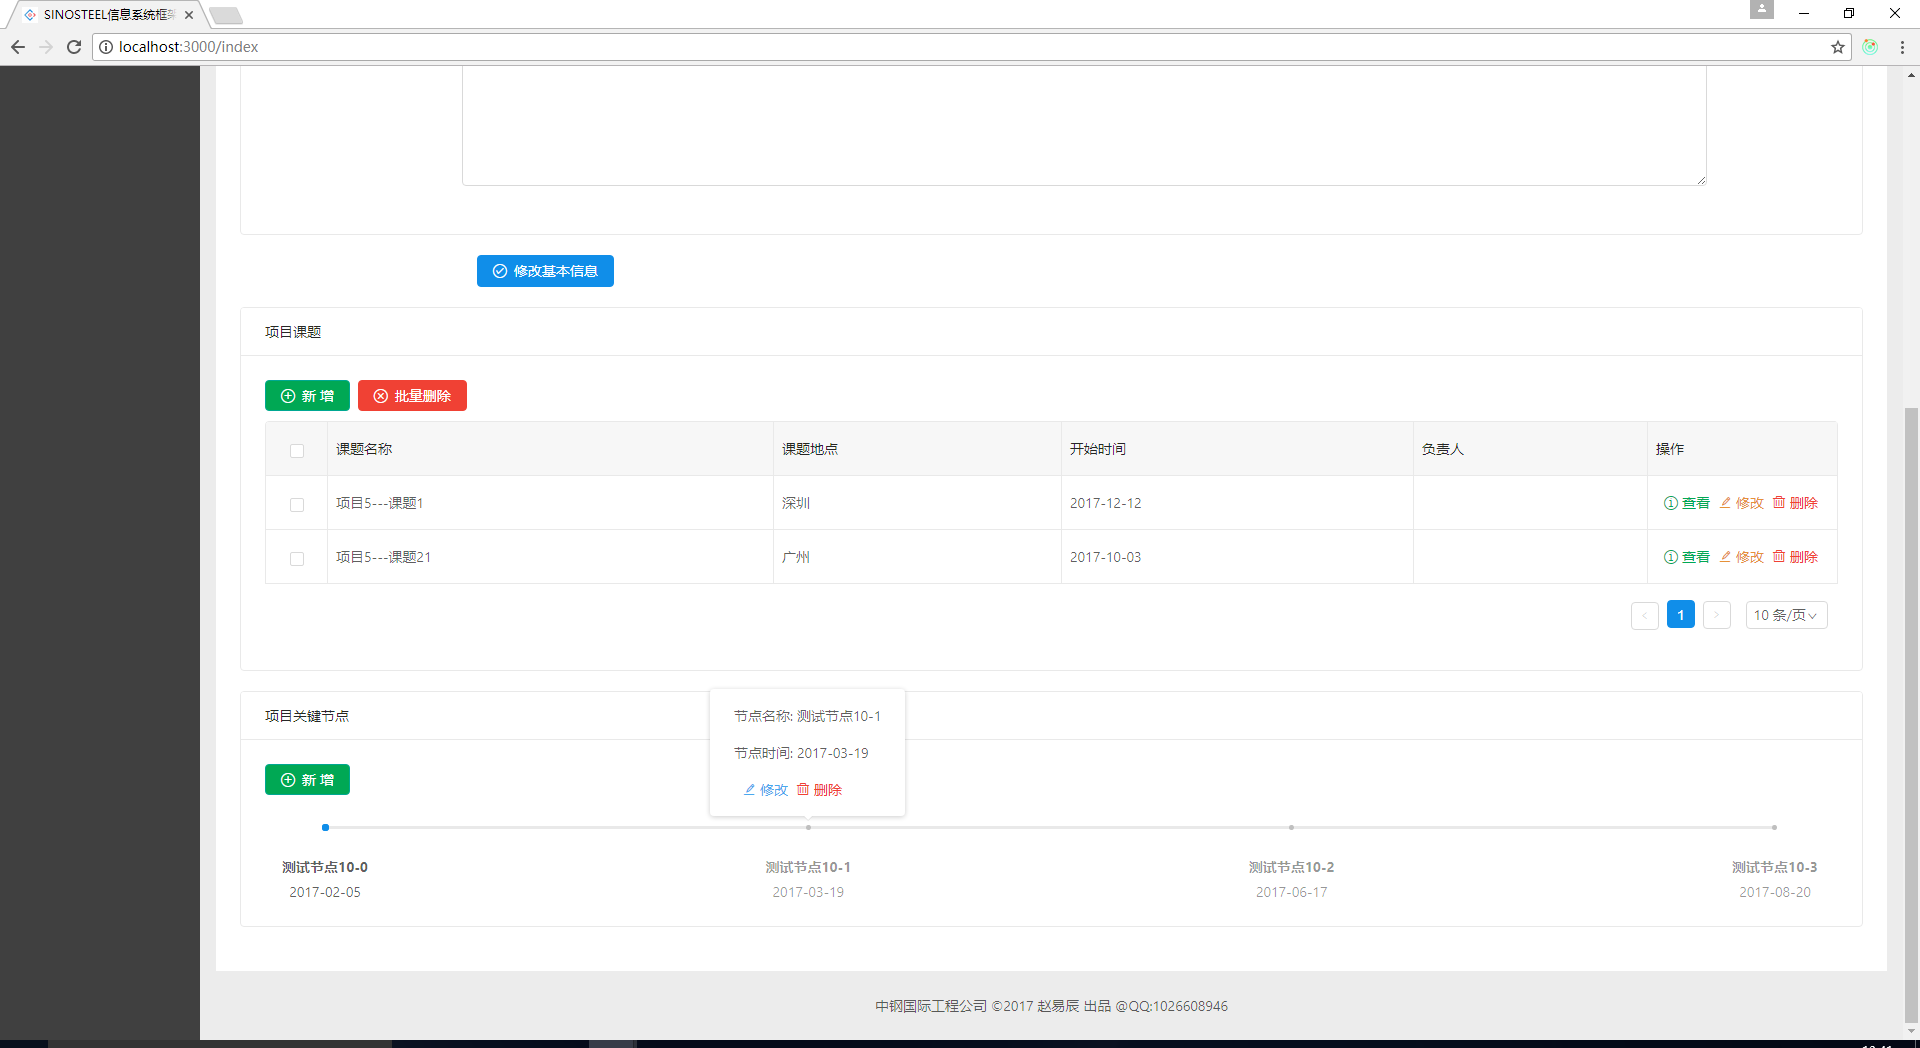 SINOSTEEL信息系统框
localhost:3000/index
修改基本信息
项目课题
新 增 批量删除
课题名称 课题地点 开始时间 负责人 操作
项目5---课题1 深圳 2017-12-12 查看 修改 删除
项目5---课题21 广州 2017-10-03 查看 修改 删除
1 10 条/页
项目关键节点
节点名称: 测试节点10-1
节点时间: 2017-03-19
修改 删除
新 增
测试节点10-0 测试节点10-1 测试节点10-2 测试节点10-3
2017-02-05 2017-03-19 2017-06-17 2017-08-20
中钢国际工程公司 ©2017 赵易辰 出品 @QQ:1026608946